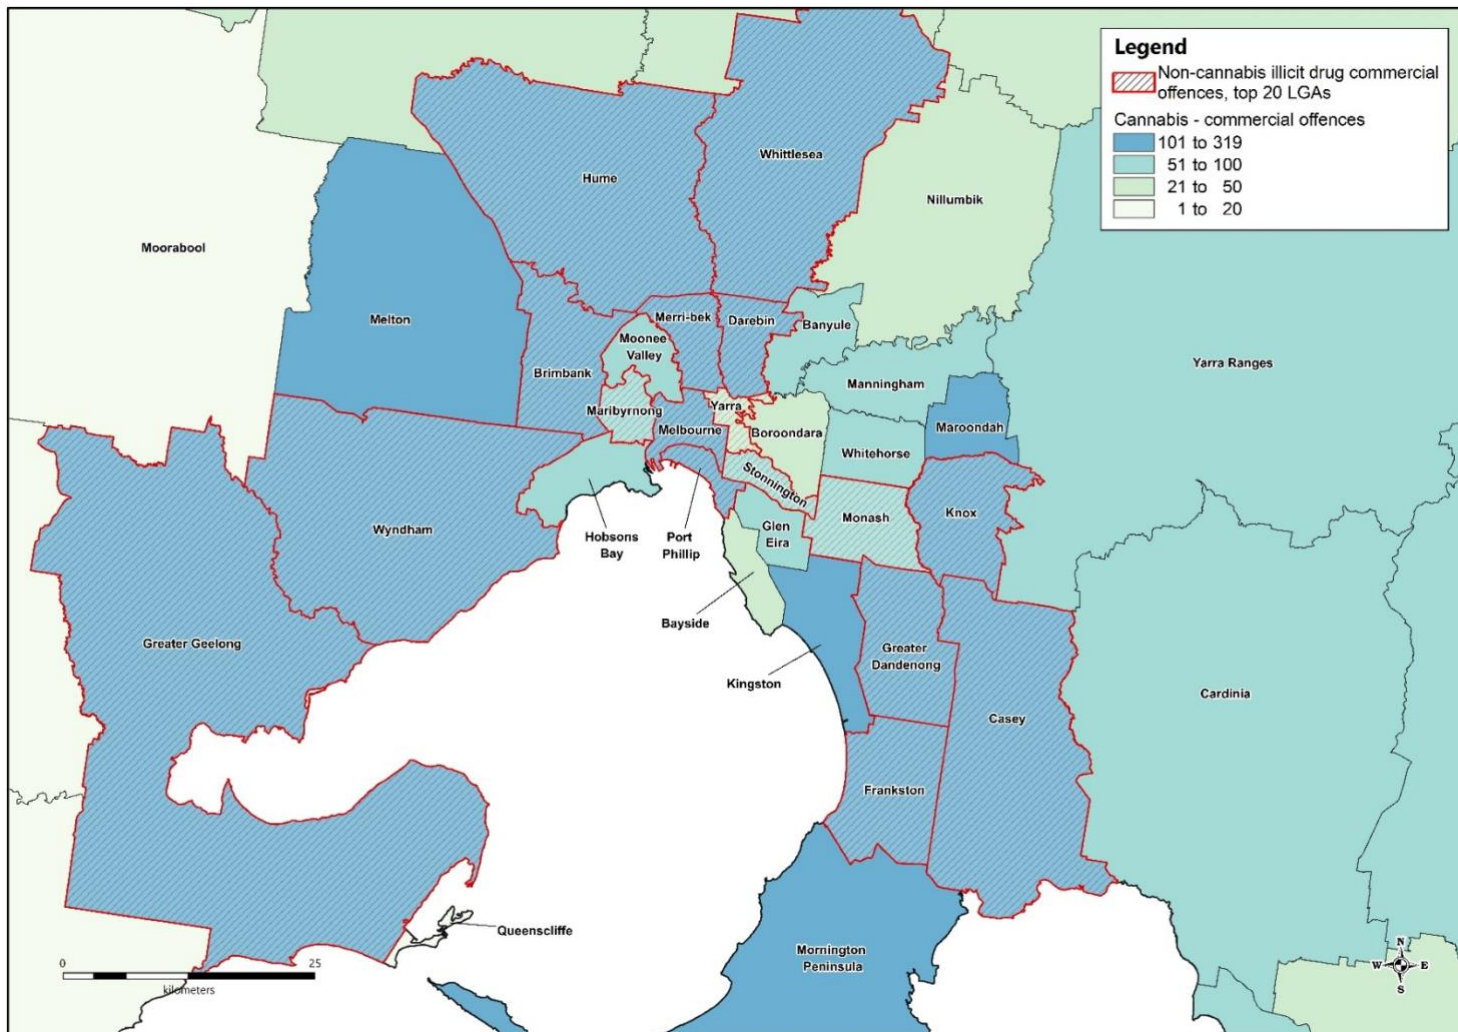 Legend
Non-cannabis illicit drug commercial
offences, top 20 LGAs
Cannabis - commercial offences
101 to 319
51 to 100
21 to 50
1 to 20
Whittlesea
Hume
Nillumbik
Moorabool
Melton
Merri-bek
Darebin
Banyule
Moonee
Valley
Yarra Ranges
Brimbank
Manningham
Maribyrnong
Yarra
Melbourne
Boroondara
Maroondah
Whitehorse
Stonnington
Knox
Monash
Wyndham
Glen
Eira
Hobsons
Bay
Port
Phillip
Bayside
Greater Geelong
Greater
Dandenong
Kingston
Cardinia
Casey
Frankston
Queenscliffe
Mornington
Peninsula
N
W E
S
0 25
kilometers